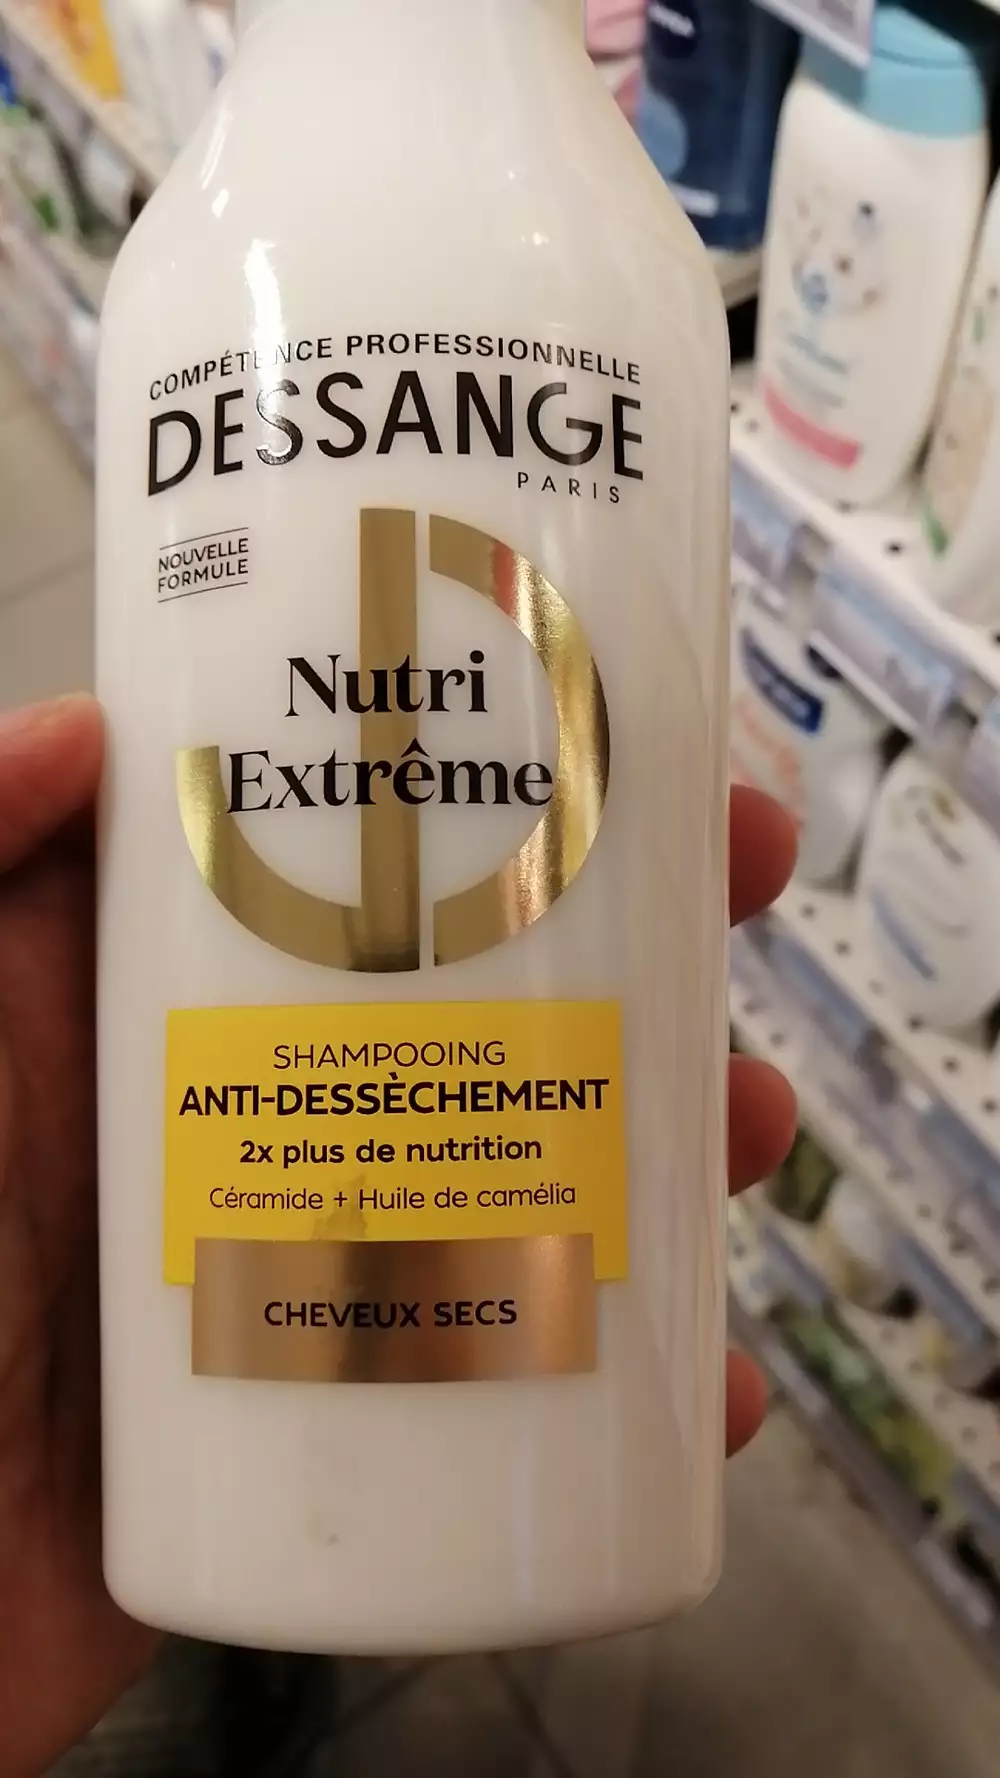 COMPÉTENCE PROFESSIONNELLE
DESSANGE
PARIS
NOUVELLE
FORMULE
Nutri
Extrême
SHAMPOOING
ANTI-DESSÈCHEMENT
2x plus de nutrition
Céramide + Huile de camélia
CHEVEUX SECS